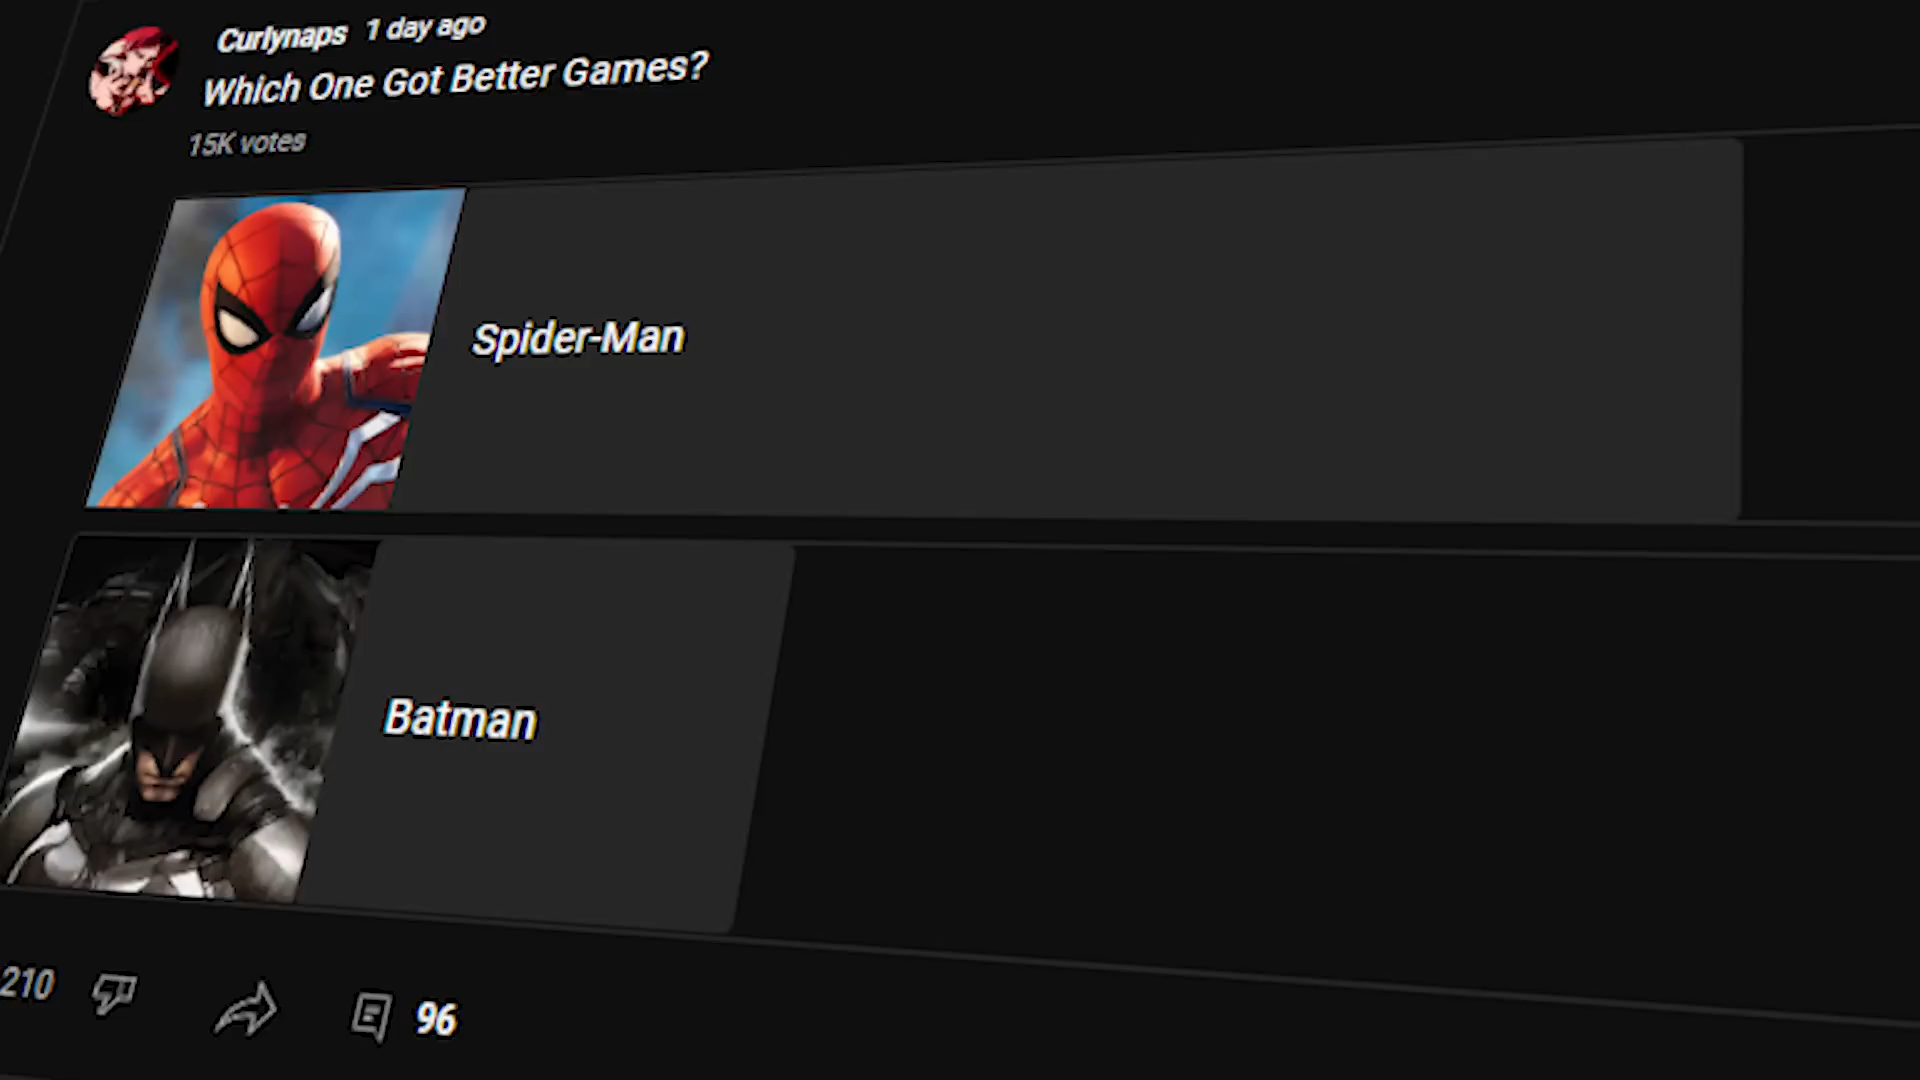 Curlynaps 1 day ago
Which One Got Better Games?
15K votes
Spider-Man
Batman
210
96